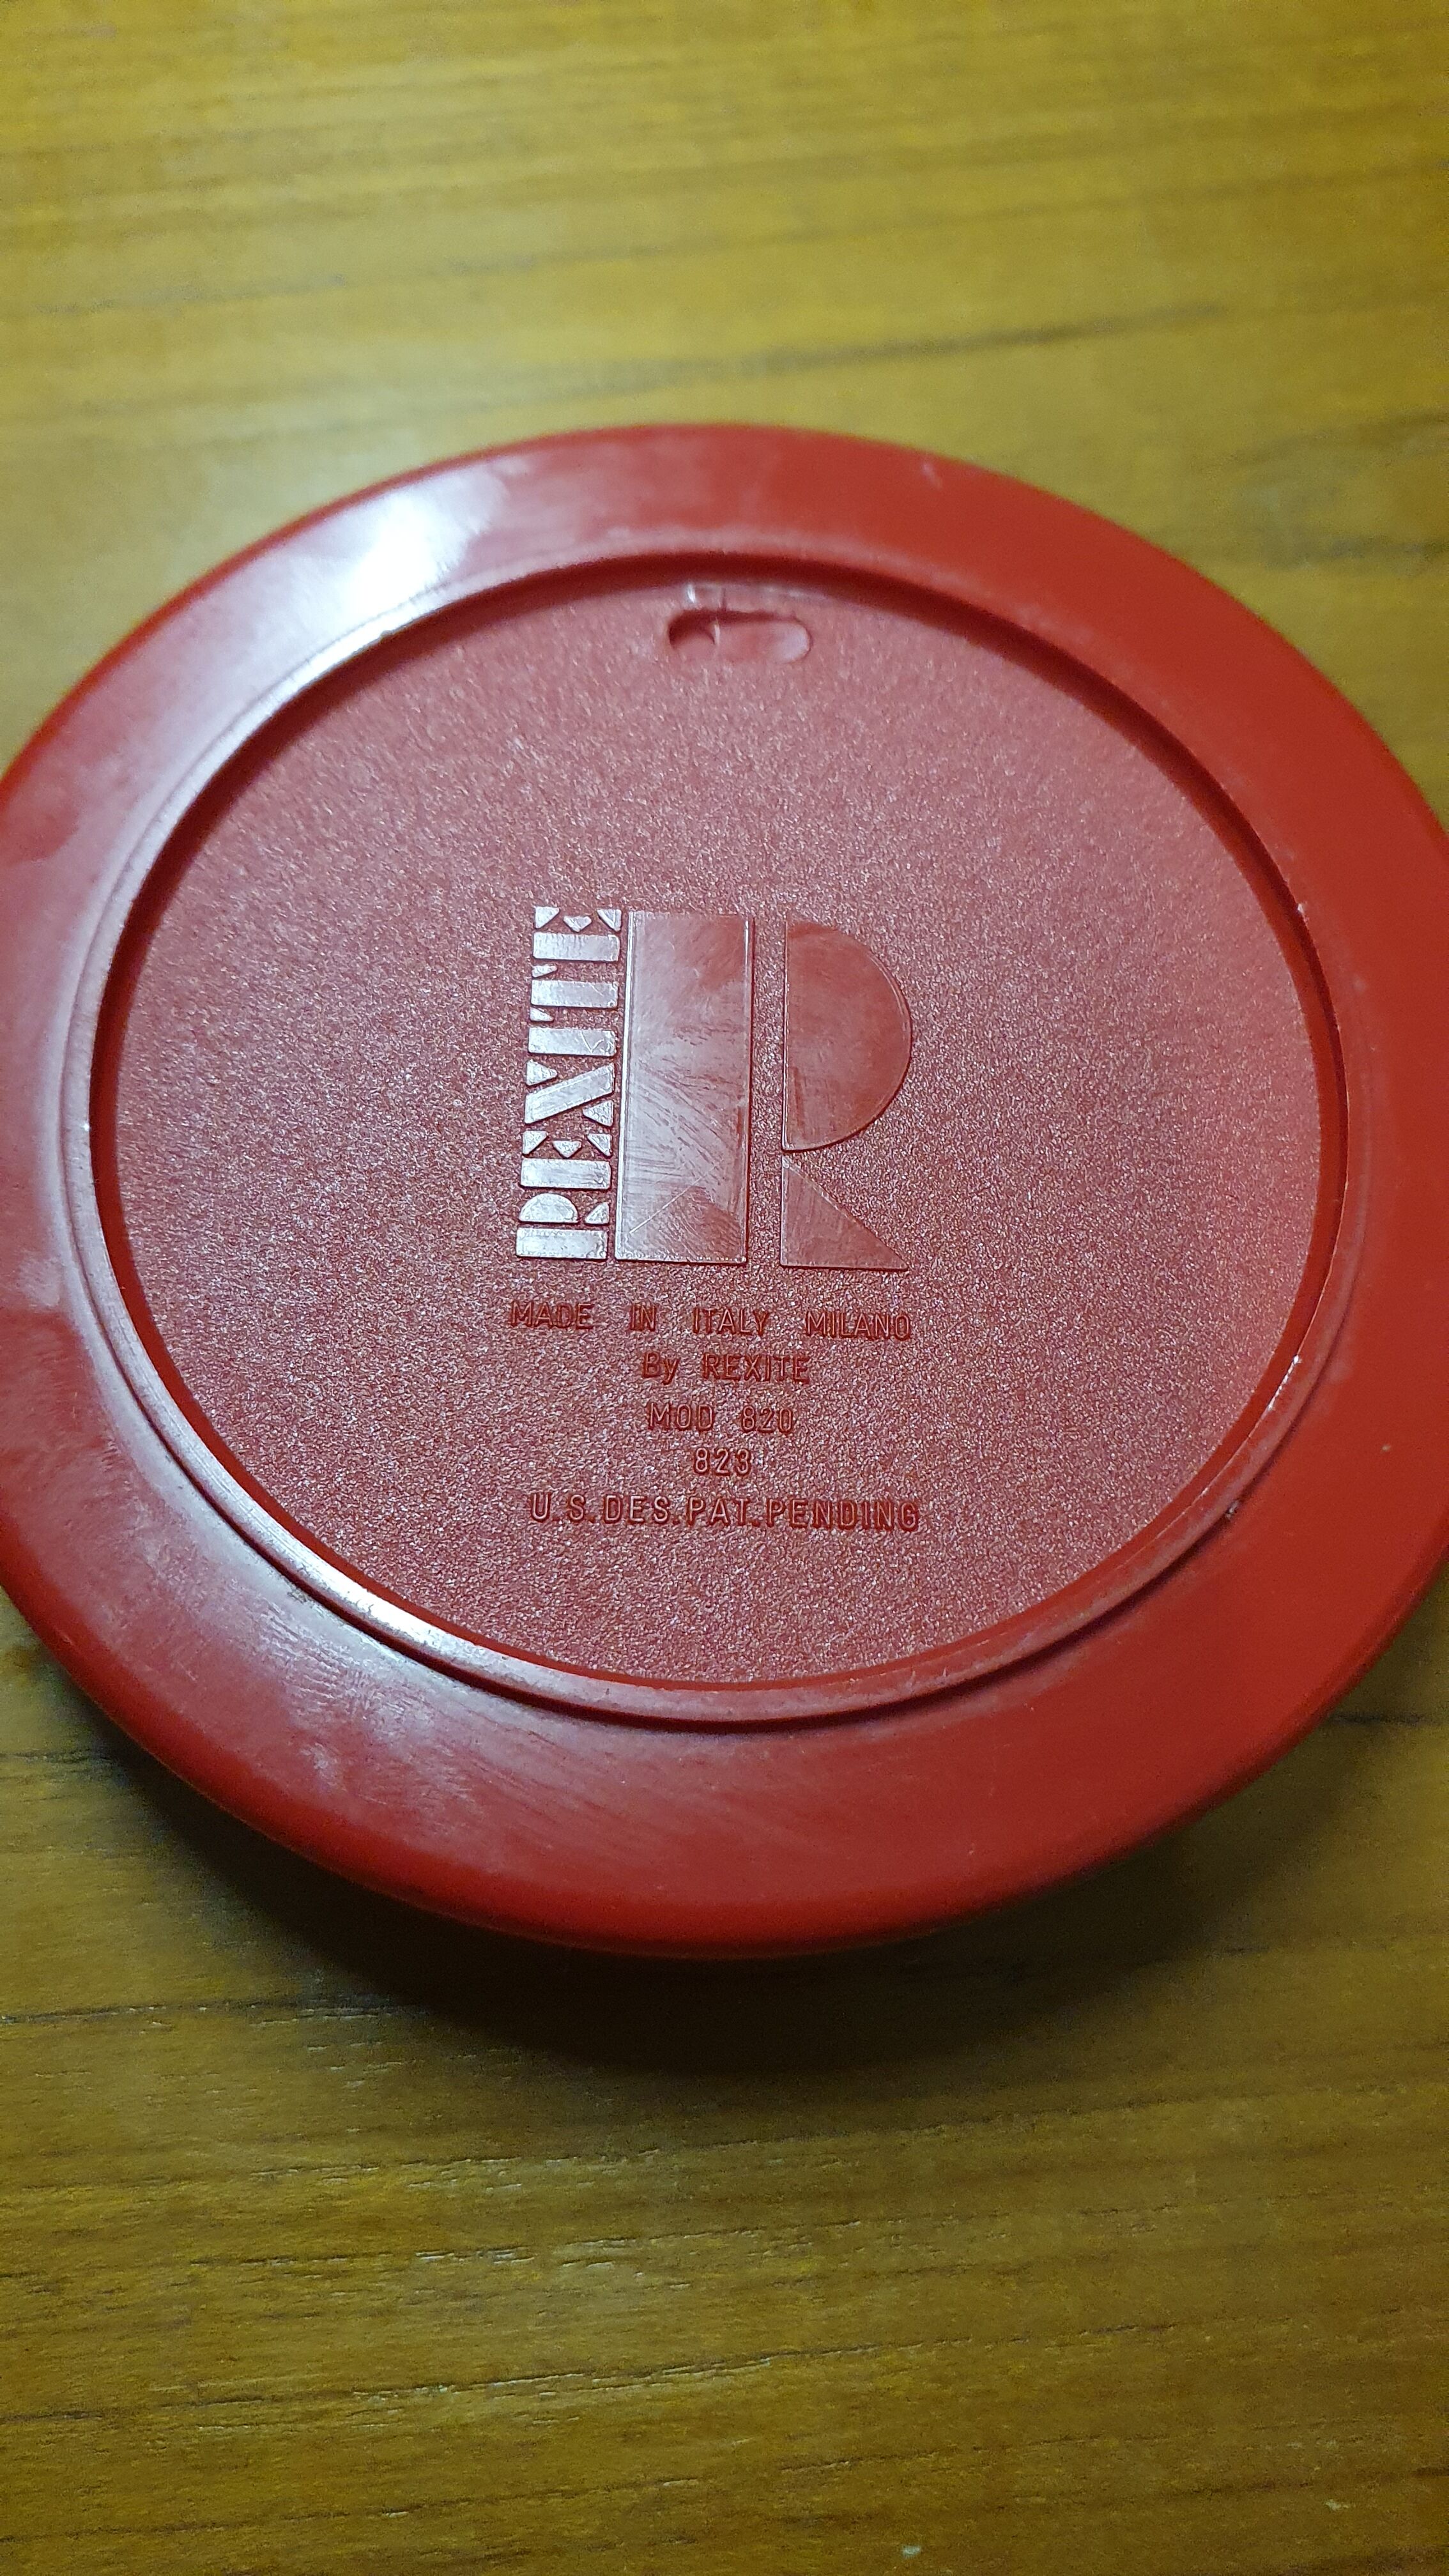 REXITE
R
MADE IN ITALY MILANO
By REXITE
MOD 820
823
U.S.DES.PAT.PENDING